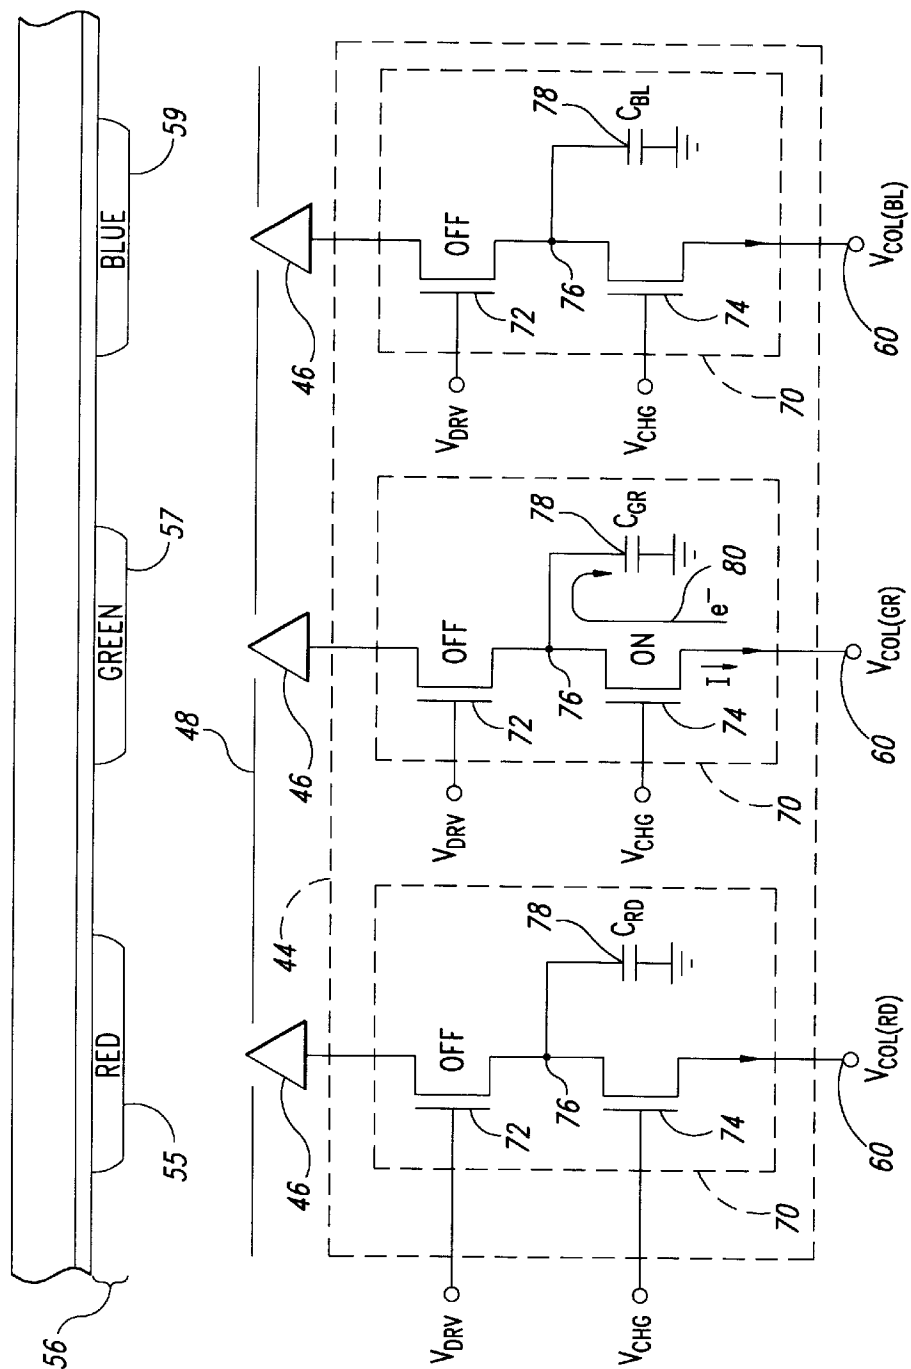 56
RED
55
GREEN
57
BLUE
59
48
44
46
46
46
V_DRV
OFF
72
V_DRV
OFF
72
V_DRV
OFF
72
76
78
C_RD
76
78
C_GR
76
78
C_BL
V_CHG
74
V_CHG
ON
74
I
e⁻
80
V_CHG
74
70
70
70
60
V_COL(RD)
60
V_COL(GR)
60
V_COL(BL)